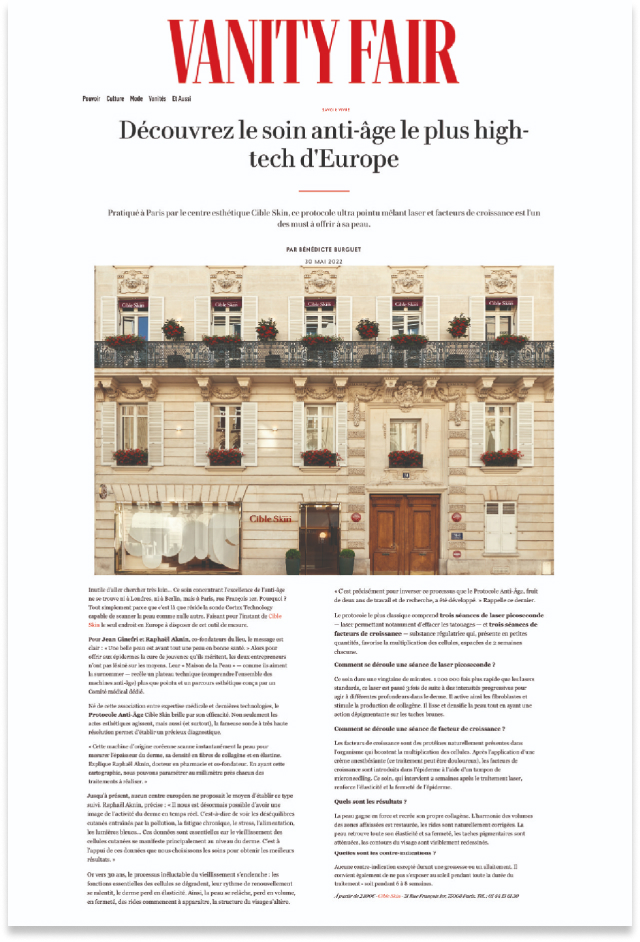 VANITY FAIR
Pouvoir Culture Mode Vanités Et Aussi
SAVOIR VIVRE
Découvrez le soin anti-âge le plus high-
tech d'Europe
Pratiqué à Paris par le centre esthétique Cible Skin, ce protocole ultra pointu mêlant laser et facteurs de croissance est l'un
des must à offrir à sa peau.
PAR BÉNÉDICTE BURGUET
30 MAI 2022
Cible Skin
Cible Skin
Cible Skin
Cible Skin
Cible Skin
Cible Skin
Inutile d'aller chercher très loin... Ce soin concentrant l'excellence de l'anti-âge
ne se trouve ni à Londres, ni à Berlin, mais à Paris, rue François 1er. Pourquoi ?
Tout simplement parce que c'est là que réside la sonde Cortex Technology
capable de scanner la peau comme nulle autre. Faisant pour l'instant de Cible
Skin le seul endroit en Europe à disposer de cet outil de mesure.
Pour Jean Ginefri et Raphaël Aknin, co-fondateurs du lieu, le message est
clair : « Une belle peau est avant tout une peau en bonne santé. » Alors pour
offrir aux épidermes la cure de jouvence qu'ils méritent, les deux entrepreneurs
n'ont pas lésiné sur les moyens. Leur « Maison de la Peau » — comme ils aiment
la surnommer — recèle un plateau technique (comprendre l'ensemble des
machines anti-âge) plus que pointu et un parcours esthétique conçu par un
Comité médical dédié.
Né de cette association entre expertise médicale et dernières technologies, le
Protocole Anti-Âge Cible Skin brille par son efficacité. Non seulement les
actes esthétiques agissent, mais aussi (et surtout), la fameuse sonde à très haute
résolution permet d'établir un précieux diagnostique.
« Cette machine d'origine coréenne scanne instantanément la peau pour
mesurer l'épaisseur du derme, sa densité en fibres de collagène et en élastine.
Explique Raphaël Aknin, docteur en pharmacie et co-fondateur. En ayant cette
cartographie, nous pouvons paramétrer au millimètre près chacun des
traitements à réaliser. »
Jusqu'à présent, aucun centre européen ne proposait le moyen d'établir ce type
suivi. Raphaël Aknin, précise : « Il nous est désormais possible d'avoir une
image de l'activité du derme en temps réel. C'est-à-dire de voir les déséquilibres
cutanés entraînés par la pollution, la fatigue chronique, le stress, l'alimentation,
les lumières bleues... Ces données sont essentielles car le vieillissement des
cellules cutanées se manifeste principalement au niveau du derme. C'est à
l'appui de ces données que nous choisissons les soins pour obtenir les meilleurs
résultats. »
Or vers 30 ans, le processus inéluctable du vieillissement s'enclenche : les
fonctions essentielles des cellules se dégradent, leur rythme de renouvellement
se ralentit, le derme perd en élasticité. Ainsi, la peau se relâche, perd en volume,
en fermeté, des rides commencent à apparaître, la structure du visage s'altère.
« C'est précisément pour inverser ce processus que le Protocole Anti-Âge, fruit
de deux ans de travail et de recherche, a été développé. » Rappelle ce dernier.
Le protocole le plus classique comprend trois séances de laser picoseconde
— laser permettant notamment d'effacer les tatouages — et trois séances de
facteurs de croissance — substance régulatrice qui, présente en petites
quantités, favorise la multiplication des cellules, espacées de 2 semaines
chacune.
Comment se déroule une séance de laser picoseconde ?
Ce soin dure une vingtaine de minutes. 1 000 000 fois plus rapide que les lasers
standards, ce laser est passé 3 fois de suite à des intensités progressives pour
agir à différentes profondeurs dans le derme. Il active ainsi les fibroblastes et
stimule la production de collagène. Il lisse et densifie la peau tout en ayant une
action dépigmentante sur les taches brunes.
Comment se déroule une séance de facteur de croissance ?
Les facteurs de croissance sont des protéines naturellement présentes dans
l'organisme qui boostent la multiplication des cellules. Après l'application d'une
crème anesthésiante (ce traitement peut être douloureux), les facteurs de
croissance sont introduits dans l'épiderme à l'aide d'un tampon de
microneedling. Ce soin, qui intervient 2 semaines après le traitement laser,
renforce l'élasticité et la fermeté de l'épiderme.
Quels sont les résultats ?
La peau gagne en force et recrée son propre collagène. L'harmonie des volumes
des zones affaissées est restaurée, les rides sont naturellement corrigées. La
peau retrouve toute son élasticité et sa fermeté, les taches pigmentaires sont
atténuées, les contours du visage sont visiblement redessinés.
Quelles sont les contre-indications ?
Aucune contre-indication excepté durant une grossesse ou un allaitement. Il
convient également de ne pas s'exposer au soleil pendant toute la durée du
traitement – soit pendant 6 à 8 semaines.